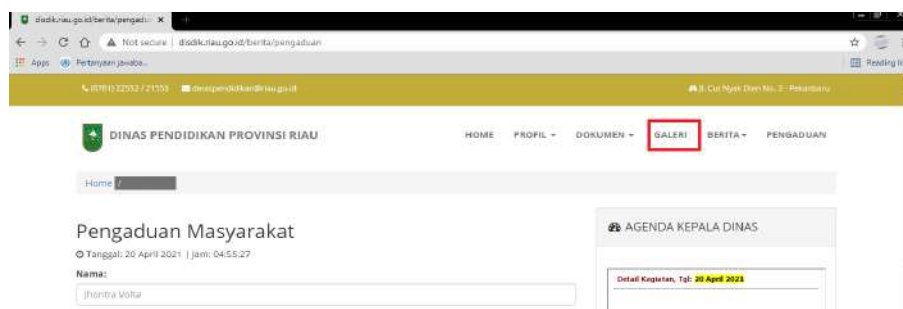 disdik.riau.go.id/berita/pengadu
Not secure | disdik.riau.go.id/berita/pengaduan
Apps Pertanyaan jawaba...
Reading li
(0761) 22552 / 21553 dinaspendidikan@riau.go.id Jl. Cut Nyak Dien No. 3 - Pekanbaru
DINAS PENDIDIKAN PROVINSI RIAU HOME PROFIL DOKUMEN GALERI BERITA PENGADUAN
Home /
Pengaduan Masyarakat
AGENDA KEPALA DINAS
Tanggal: 20 April 2021 | Jam: 04:55:27
Nama:
Jhontra Volta
Detail Kegiatan, Tgl: 20 April 2021